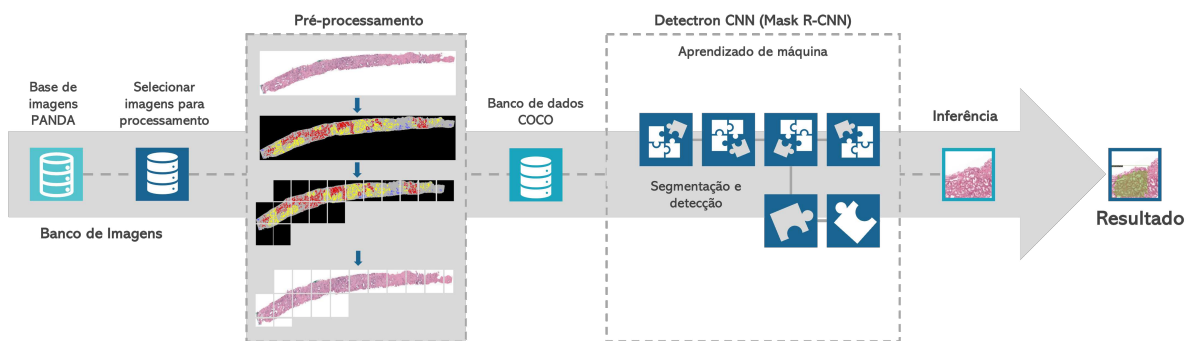 Pré-processamento
Detectron CNN (Mask R-CNN)
Aprendizado de máquina
Base de
imagens
PANDA
Selecionar
imagens para
processamento
Banco de dados
COCO
Inferência
Segmentação e
detecção
Banco de Imagens
Resultado